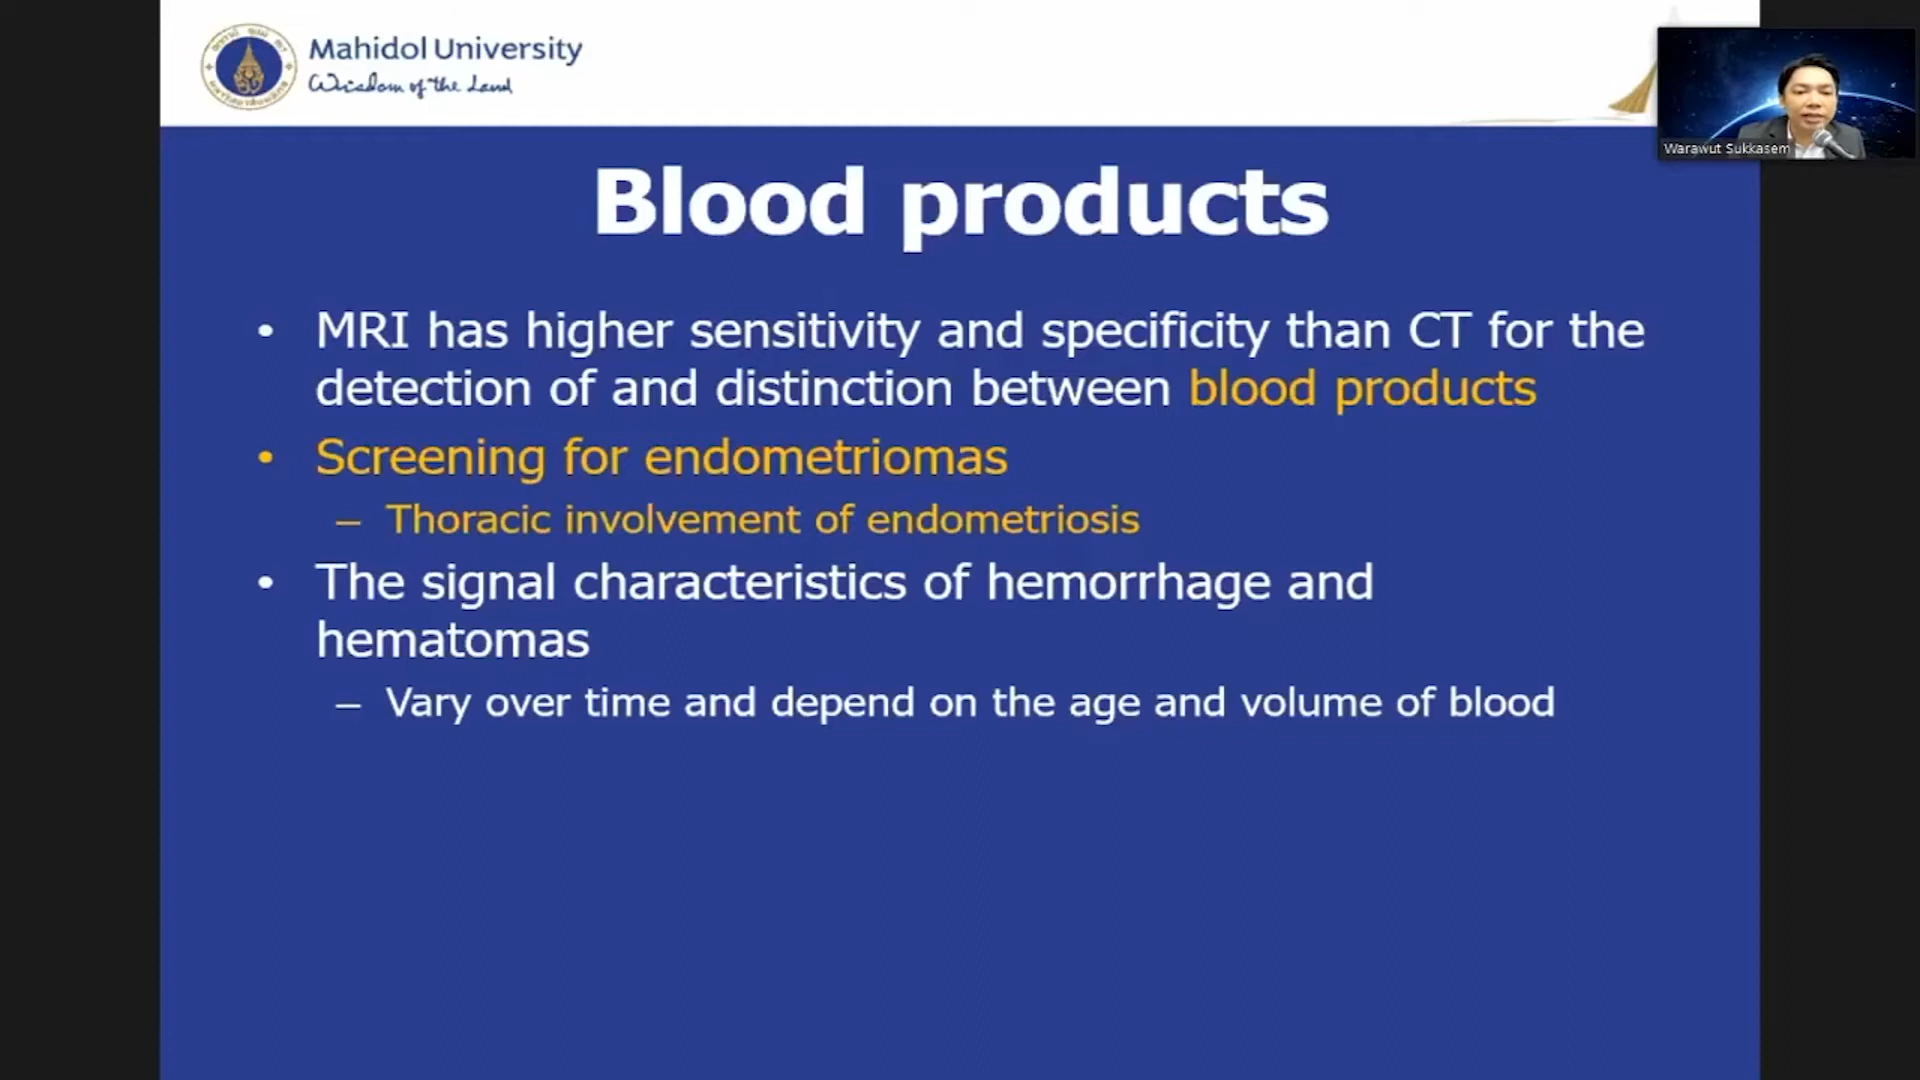 Mahidol University
Wisdom of the Land
Warawut Sukkasem
Blood products
• MRI has higher sensitivity and specificity than CT for the
detection of and distinction between blood products
• Screening for endometriomas
– Thoracic involvement of endometriosis
• The signal characteristics of hemorrhage and
hematomas
– Vary over time and depend on the age and volume of blood